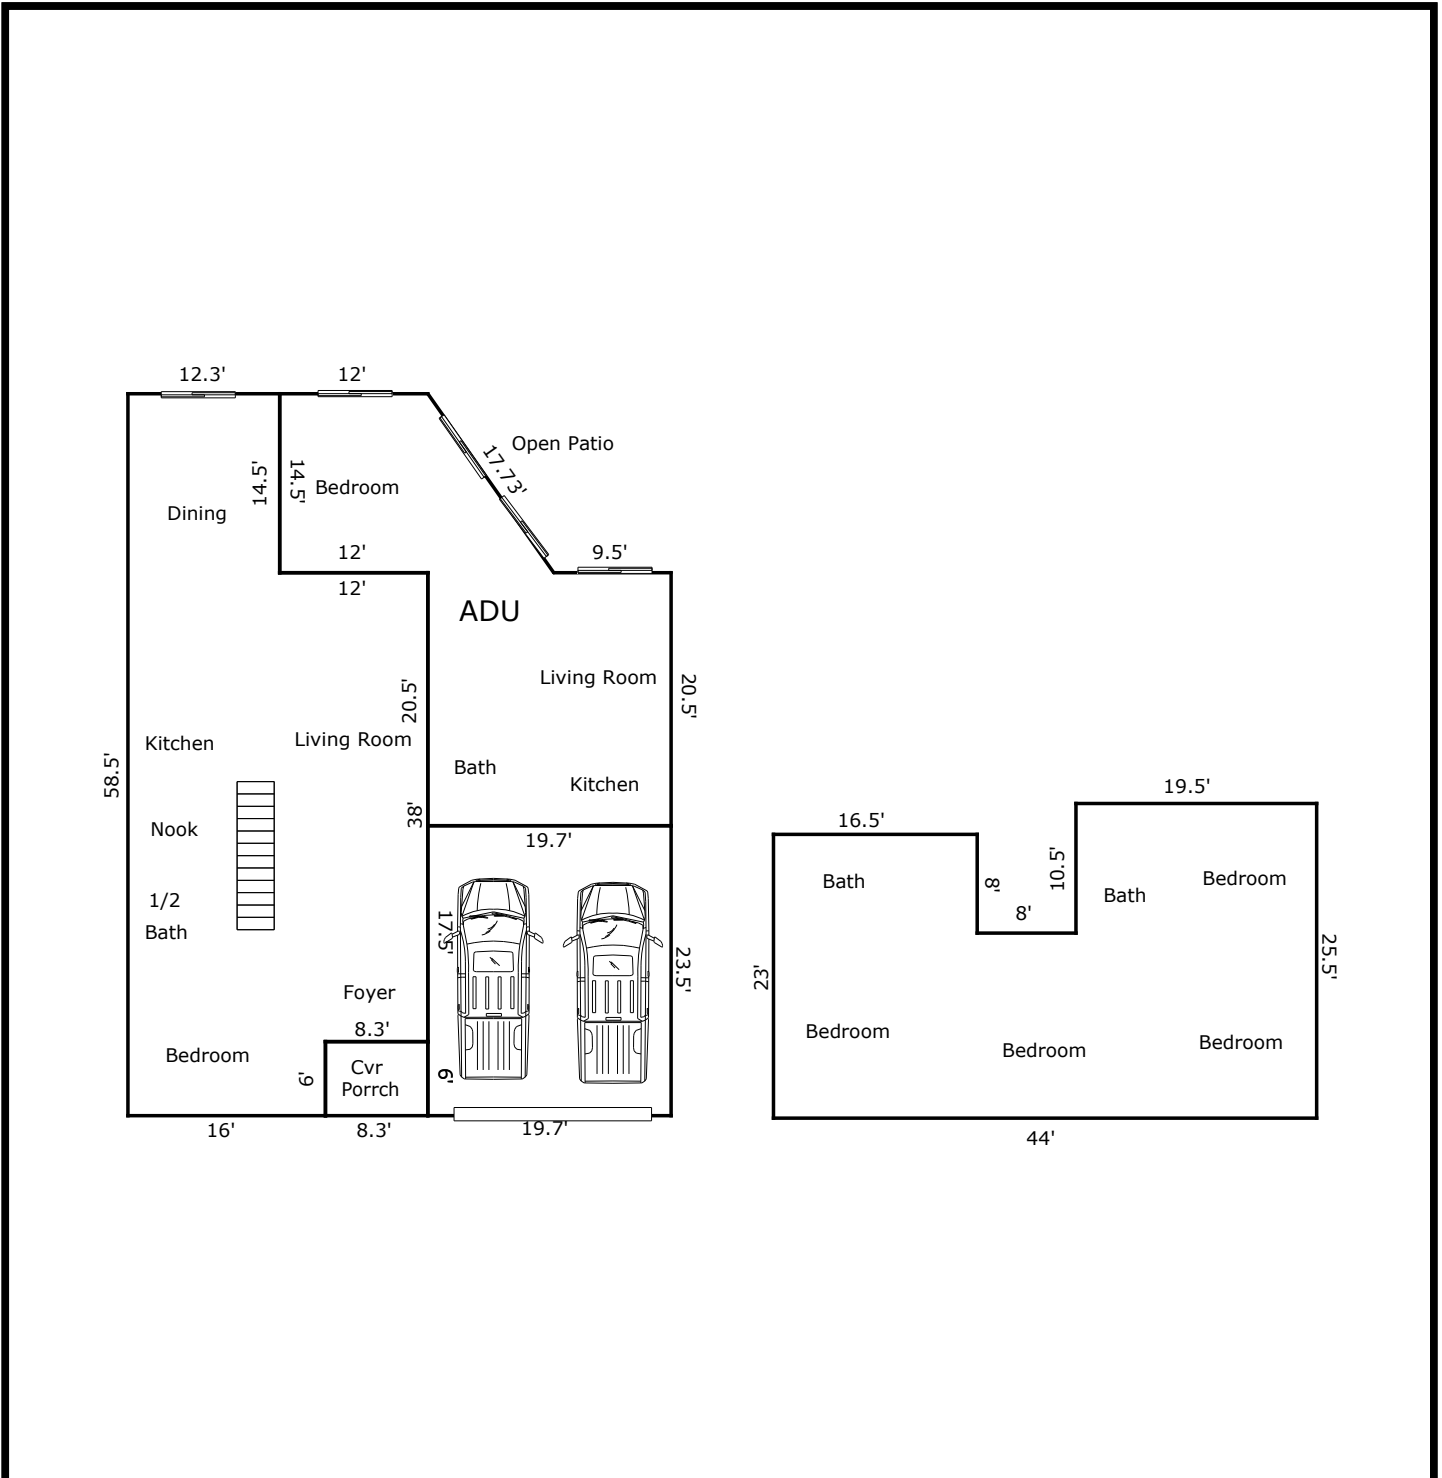 12.3'
12'
Open Patio
17.73'
14.5'
14.5'
Bedroom
Dining
12'
9.5'
12'
ADU
Living Room
20.5'
20.5'
Kitchen
Living Room
Bath
Kitchen
58.5'
38'
Nook
19.7'
1/2
Bath
17.5'
23.5'
Foyer
8.3'
Bedroom
Cvr
Porrch
6'
6'
16'
8.3'
19.7'
19.5'
16.5'
Bath
8'
10.5'
Bedroom
Bath
8'
23'
25.5'
Bedroom
Bedroom
Bedroom
44'